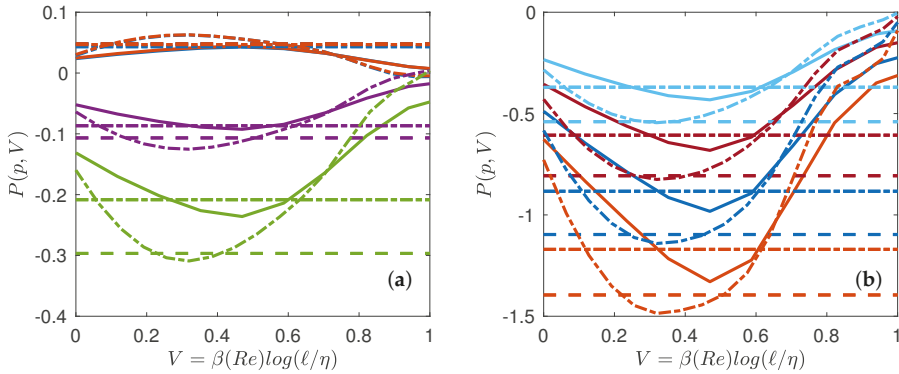 0.1
0
-0.1
-0.2
-0.3
-0.4
P(p, V)
0 0.2 0.4 0.6 0.8 1
V = β(Re)log(ℓ/η)
(a)
0
-0.5
-1
-1.5
P(p, V)
0 0.2 0.4 0.6 0.8 1
V = β(Re)log(ℓ/η)
(b)